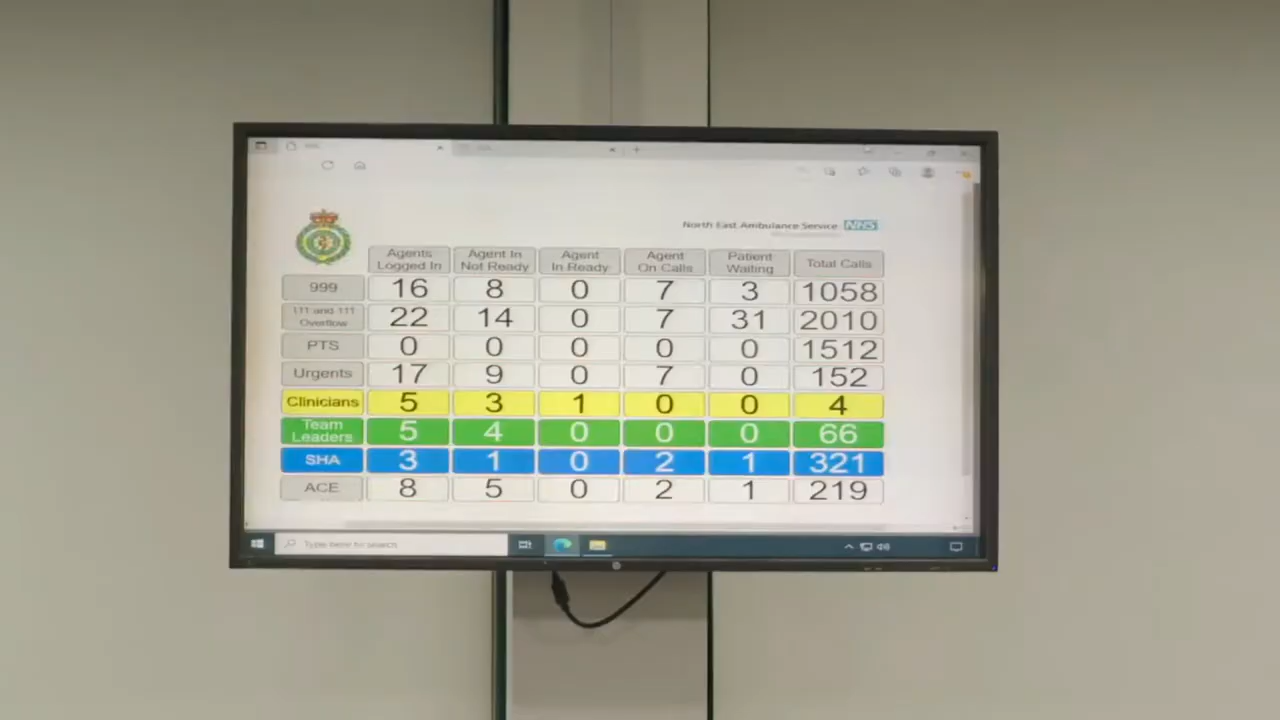 North East Ambulance Service NHS
Agents Logged In Agent In Not Ready Agent In Ready Agent On Calls Patient Waiting Total Calls
999 16 8 0 7 3 1058
111 and 111 Overflow 22 14 0 7 31 2010
PTS 0 0 0 0 0 1512
Urgents 17 9 0 7 0 152
Clinicians 5 3 1 0 0 4
Team Leaders 5 4 0 0 0 66
SHA 3 1 0 2 1 321
ACE 8 5 0 2 1 219
Type here to search